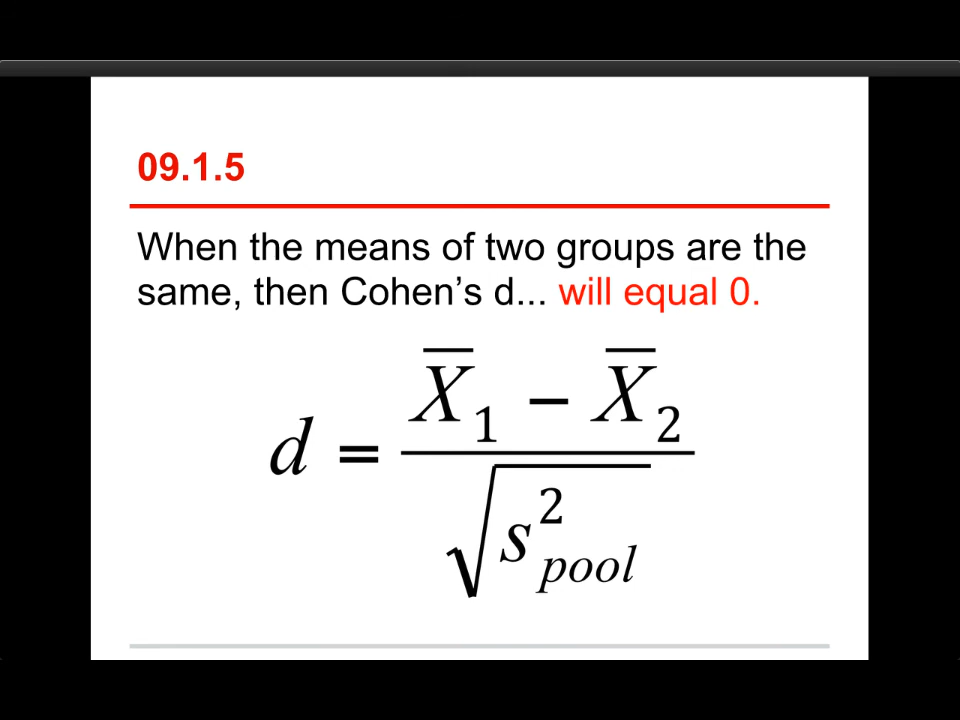 09.1.5
When the means of two groups are the
same, then Cohen’s d... will equal 0.
d = (X̅₁ − X̅₂) / √(s²pool)